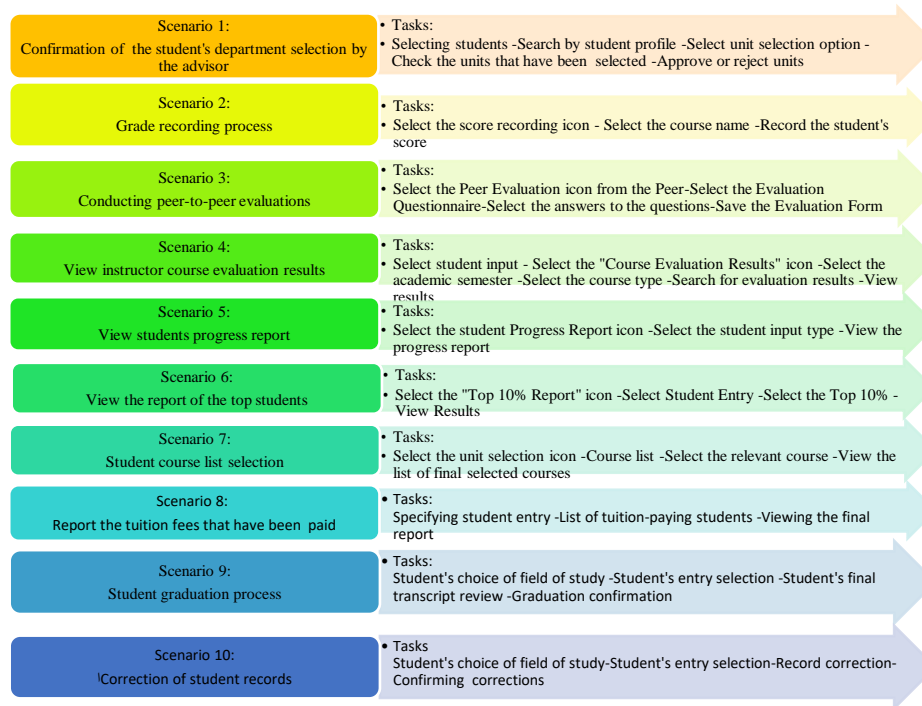 Scenario 1:
Confirmation of the student's department selection by
the advisor
• Tasks:
• Selecting students -Search by student profile -Select unit selection option -
Check the units that have been selected -Approve or reject units
Scenario 2:
Grade recording process
• Tasks:
• Select the score recording icon - Select the course name -Record the student's
score
Scenario 3:
Conducting peer-to-peer evaluations
• Tasks:
• Select the Peer Evaluation icon from the Peer-Select the Evaluation
Questionnaire-Select the answers to the questions-Save the Evaluation Form
Scenario 4:
View instructor course evaluation results
• Tasks:
• Select student input - Select the "Course Evaluation Results" icon -Select the
academic semester -Select the course type -Search for evaluation results -View
results
Scenario 5:
View students progress report
• Tasks:
• Select the student Progress Report icon -Select the student input type -View the
progress report
Scenario 6:
View the report of the top students
• Tasks:
• Select the "Top 10% Report" icon -Select Student Entry -Select the Top 10% -
View Results
Scenario 7:
Student course list selection
• Tasks:
• Select the unit selection icon -Course list -Select the relevant course -View the
list of final selected courses
Scenario 8:
Report the tuition fees that have been paid
• Tasks:
Specifying student entry -List of tuition-paying students -Viewing the final
report
Scenario 9:
Student graduation process
• Tasks:
Student's choice of field of study -Student's entry selection -Student's final
transcript review -Graduation confirmation
Scenario 10:
Correction of student records
• Tasks
Student's choice of field of study-Student's entry selection-Record correction-
Confirming corrections